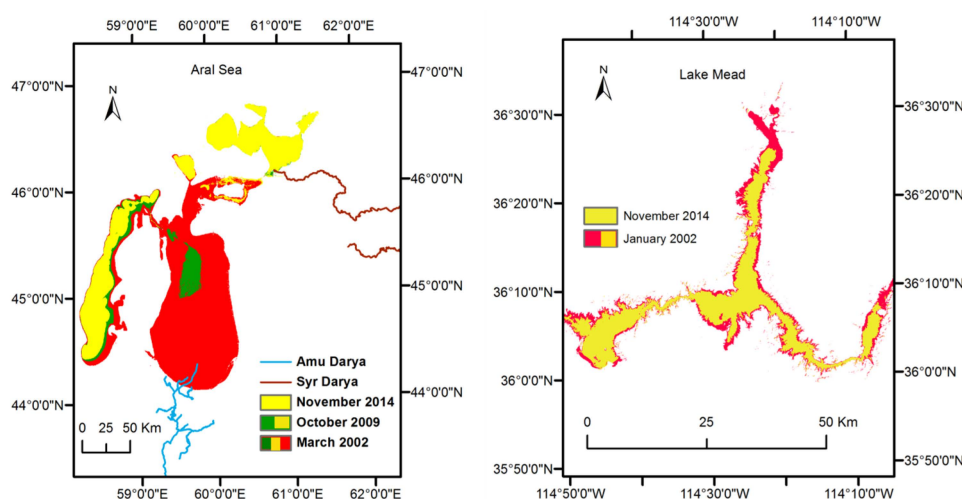 59°0'0"E 60°0'0"E 61°0'0"E 62°0'0"E
Aral Sea
N
47°0'0"N 47°0'0"N
46°0'0"N 46°0'0"N
45°0'0"N 45°0'0"N
44°0'0"N 44°0'0"N
Amu Darya
Syr Darya
November 2014
October 2009
March 2002
0 25 50 Km
59°0'0"E 60°0'0"E 61°0'0"E 62°0'0"E
114°30'0"W 114°10'0"W
Lake Mead
N
36°30'0"N 36°30'0"N
36°20'0"N 36°20'0"N
November 2014
January 2002
36°10'0"N 36°10'0"N
36°0'0"N 36°0'0"N
0 25 50 Km
35°50'0"N 35°50'0"N
114°50'0"W 114°30'0"W 114°10'0"W